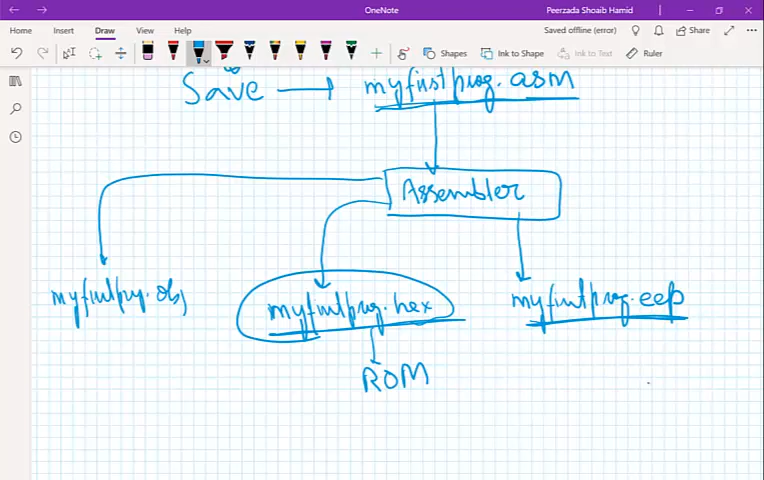 OneNote
Peerzada Shoaib Hamid
Home Insert Draw View Help
Saved offline (error)
Share
Shapes
Ink to Shape
Ink to Text
Ruler
Save → myfirstprog.asm
Assembler
myfirstprg.obj
myfirstprog.hex
myfirstprog.eep
ROM